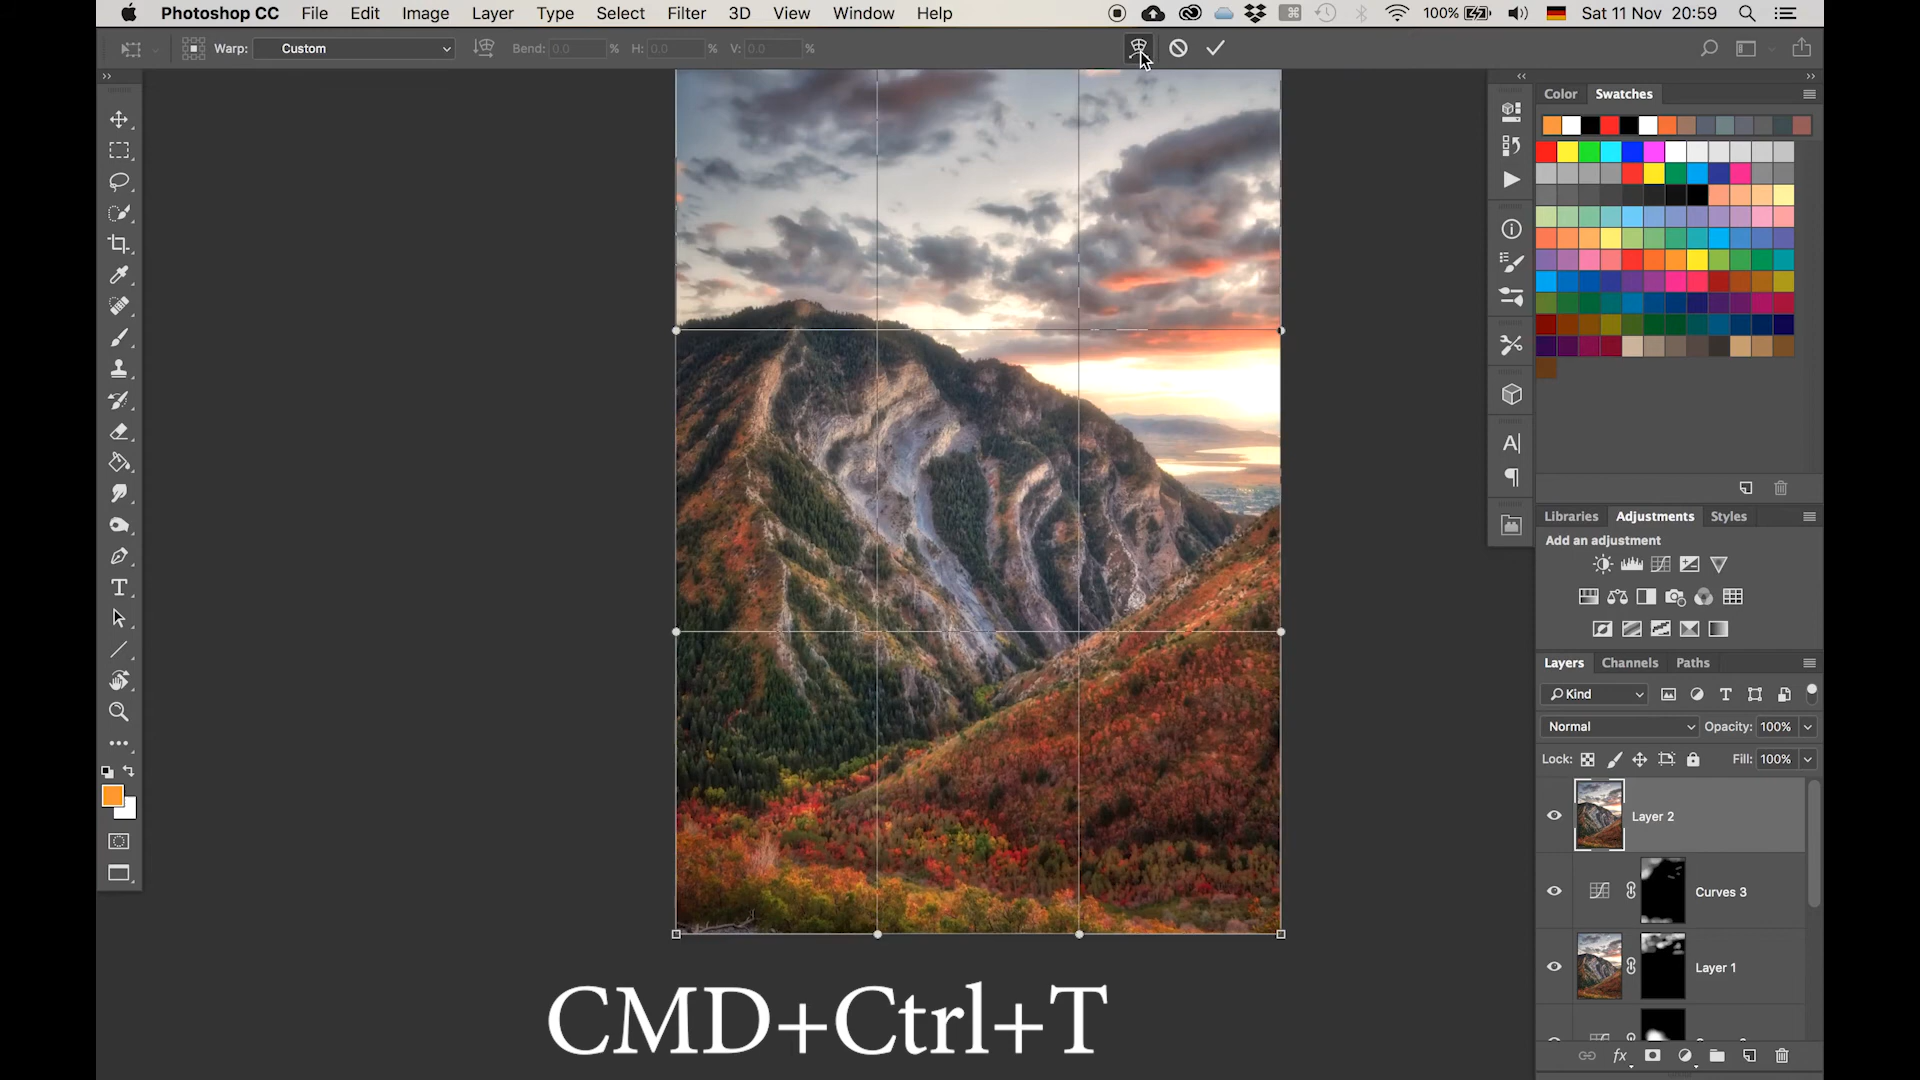 Photoshop CC File Edit Image Layer Type Select Filter 3D View Window Help 100% Sat 11 Nov 20:59
Warp: Custom Bend: 0.0 % H: 0.0 % V: 0.0 %
Color Swatches
Libraries Adjustments Styles
Add an adjustment
Layers Channels Paths
Kind
Normal Opacity: 100%
Lock: Fill: 100%
Layer 2
Curves 3
Layer 1
fx
CMD+Ctrl+T